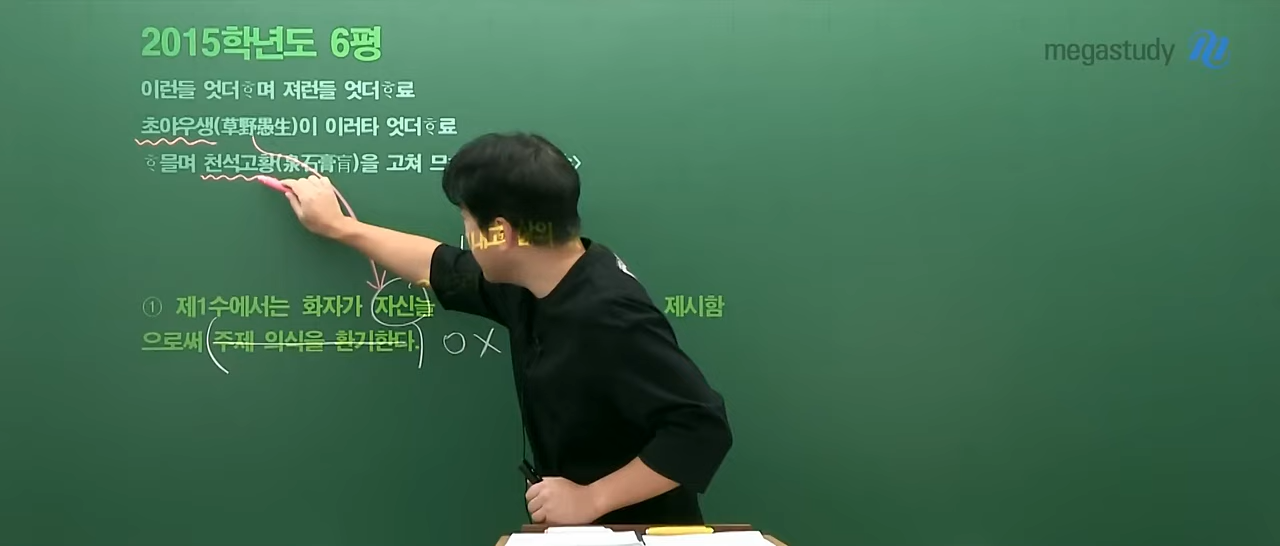 2015학년도 6평
megastudy
이런들 엇더ᄒᆞ며 져런들 엇더ᄒᆞ료
초야우생(草野愚生)이 이러타 엇더ᄒᆞ료
ᄒᆞ믈며 천석고황(泉石膏肓)을 고쳐 므
① 제1수에서는 화자가 자신을 제시함
으로써 주제 의식을 환기한다. O X